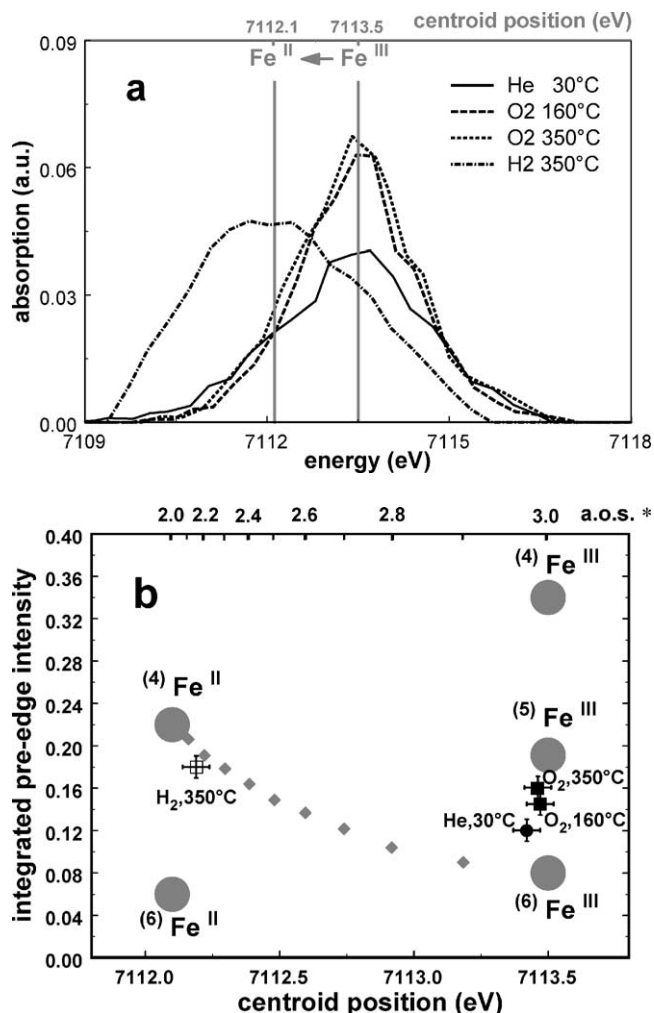 centroid position (eV)
7112.1 7113.5
Fe II ← Fe III
0.09
a
He 30°C
O2 160°C
O2 350°C
H2 350°C
0.06
absorption (a.u.)
0.03
0.00
7109 7112 7115 7118
energy (eV)
2.0 2.2 2.4 2.6 2.8 3.0 a.o.s. *
0.40
b
(4) Fe III
0.36
0.32
0.28
(4) Fe II
0.24
(5) Fe III
0.20
integrated pre-edge intensity
H2,350°C
O2,350°C
0.16
He,30°C
O2,160°C
0.12
0.08
(6) Fe II
(6) Fe III
0.04
0.00
7112.0 7112.5 7113.0 7113.5
centroid position (eV)